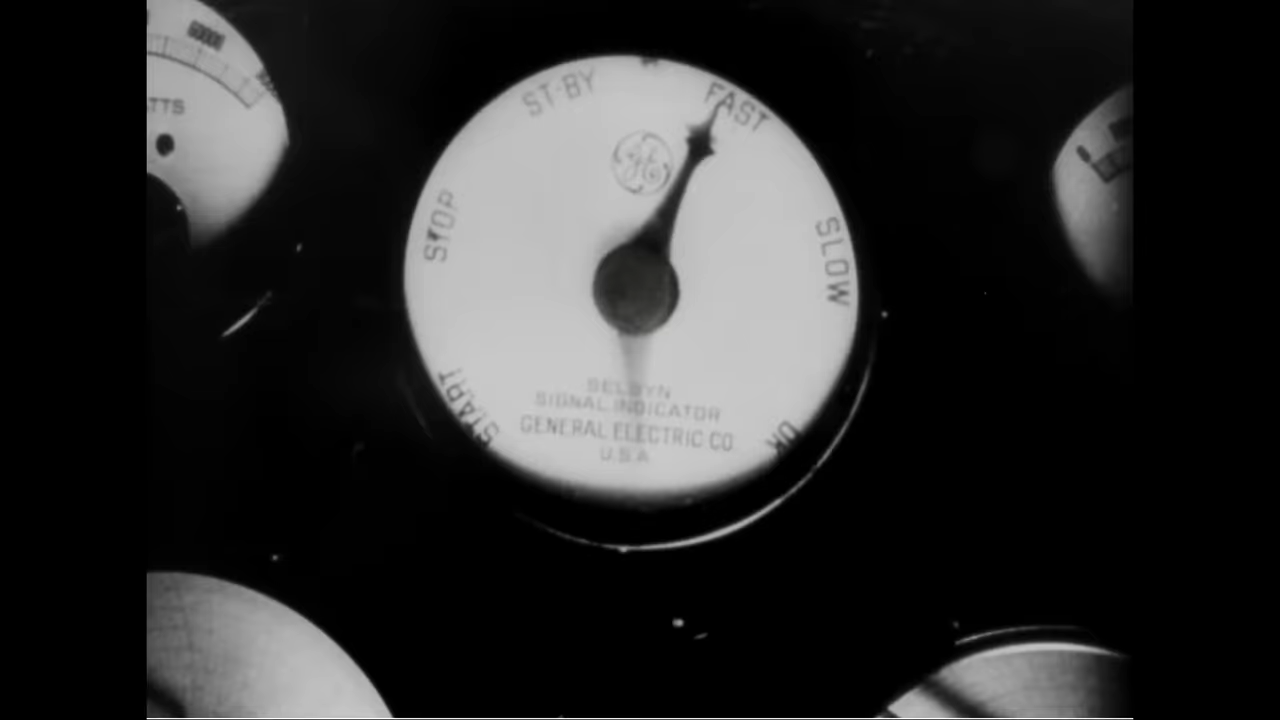 TTS
ST-BY
FAST
STOP
SLOW
START
OK
SELSYN
SIGNAL INDICATOR
GENERAL ELECTRIC CO
U.S.A